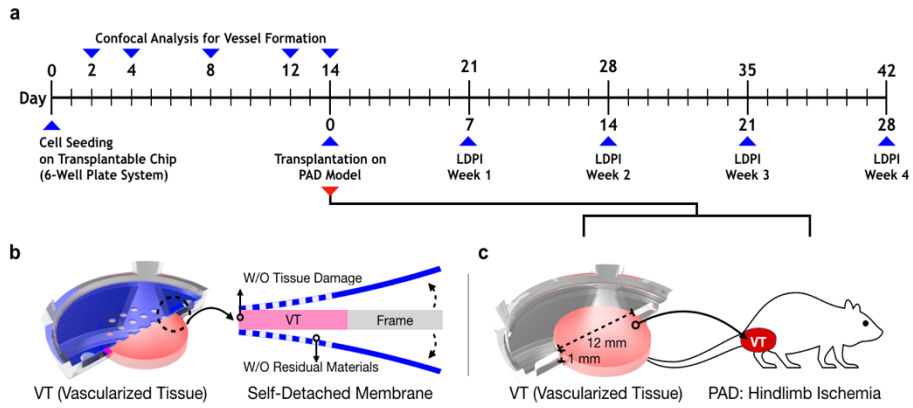 a
Confocal Analysis for Vessel Formation
0 2 4 8 12 14 21 28 35 42
Day
0 7 14 21 28
Cell Seeding
on Transplantable Chip
(6-Well Plate System)
Transplantation on
PAD Model
LDPI
Week 1
LDPI
Week 2
LDPI
Week 3
LDPI
Week 4
b
W/O Tissue Damage
VT
Frame
W/O Residual Materials
VT (Vascularized Tissue)
Self-Detached Membrane
c
12 mm
1 mm
VT
VT (Vascularized Tissue)
PAD: Hindlimb Ischemia